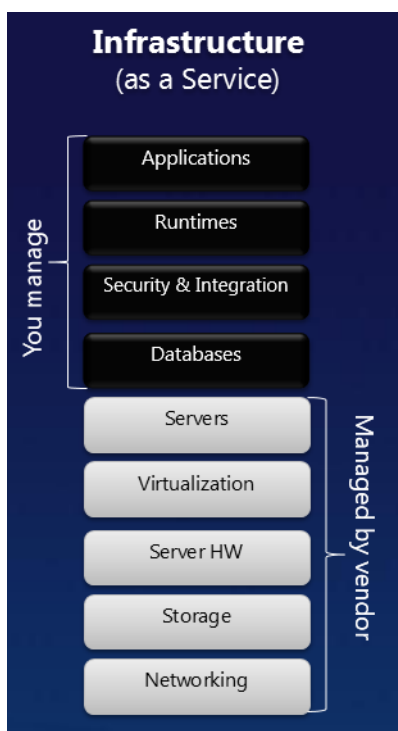 Infrastructure
(as a Service)
You manage
Applications
Runtimes
Security & Integration
Databases
Servers
Virtualization
Server HW
Storage
Networking
Managed by vendor